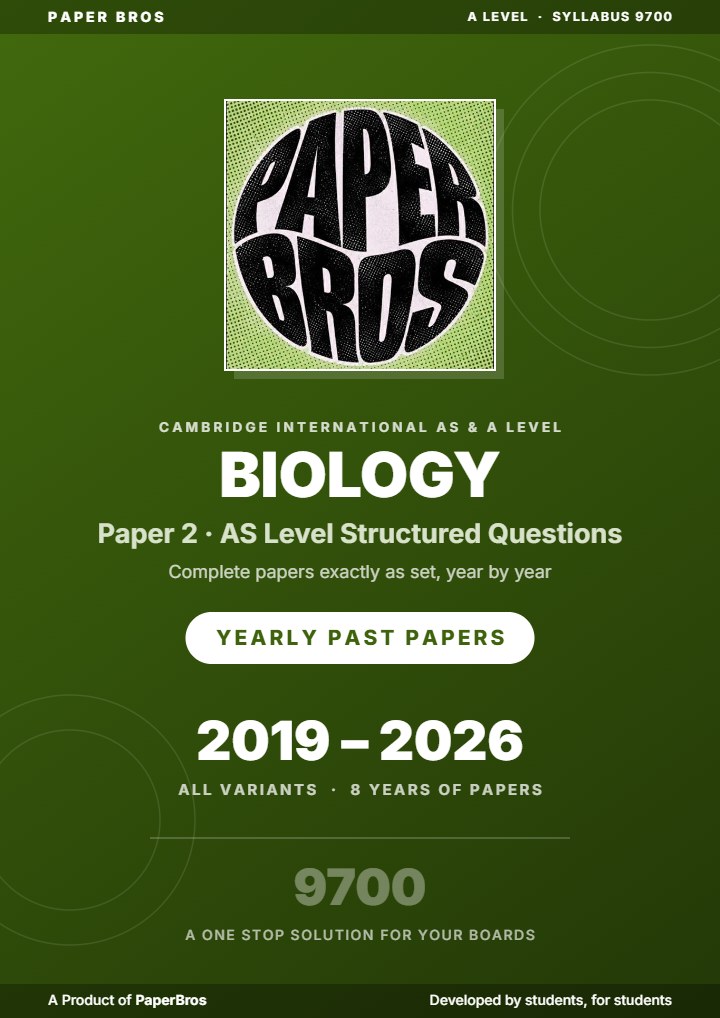 PAPER BROS
A LEVEL · SYLLABUS 9700
PAPER
BROS
CAMBRIDGE INTERNATIONAL AS & A LEVEL
BIOLOGY
Paper 2 · AS Level Structured Questions
Complete papers exactly as set, year by year
YEARLY PAST PAPERS
2019 – 2026
ALL VARIANTS · 8 YEARS OF PAPERS
9700
A ONE STOP SOLUTION FOR YOUR BOARDS
A Product of PaperBros
Developed by students, for students